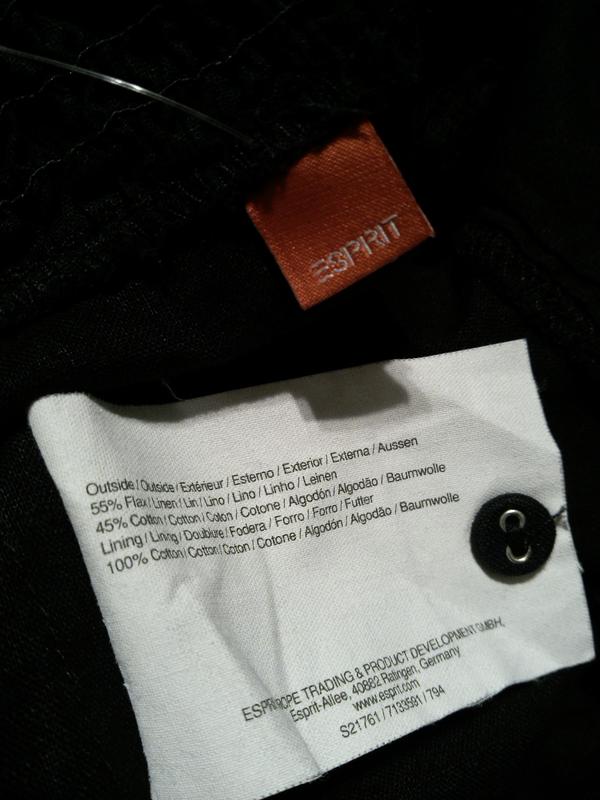 ESPRIT
Outside / Outside / Extérieur / Esterno / Exterior / Externa / Aussen
55% Flax / Linen / Lin / Lino / Lino / Linho / Leinen
45% Cotton / Cotton / Coton / Cotone / Algodón / Algodão / Baumwolle
Lining / Lining / Doublure / Fodera / Forro / Forro / Futter
100% Cotton / Cotton / Coton / Cotone / Algodón / Algodão / Baumwolle
TRADING & PRODUCT DEVELOPMENT GMBH,
Esprit-Allee, 40882 Ratingen, Germany
www.esprit.com
S21761 / 7133591 / 794